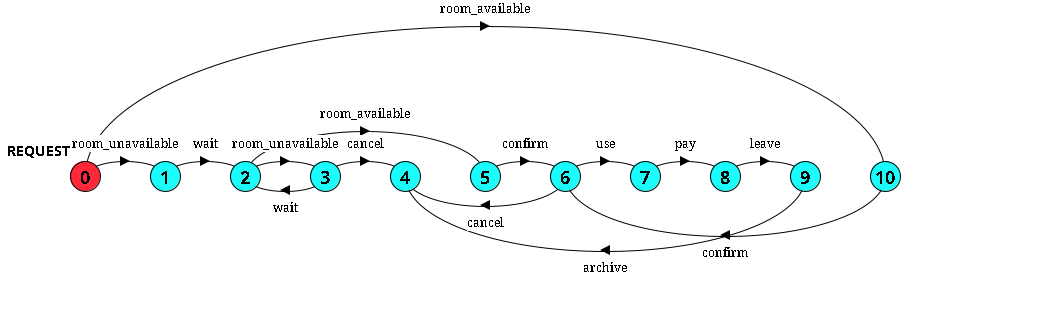 room_available
room_available
REQUEST room_unavailable wait room_unavailable cancel confirm use pay leave
0 1 2 3 4 5 6 7 8 9 10
wait
cancel
confirm
archive